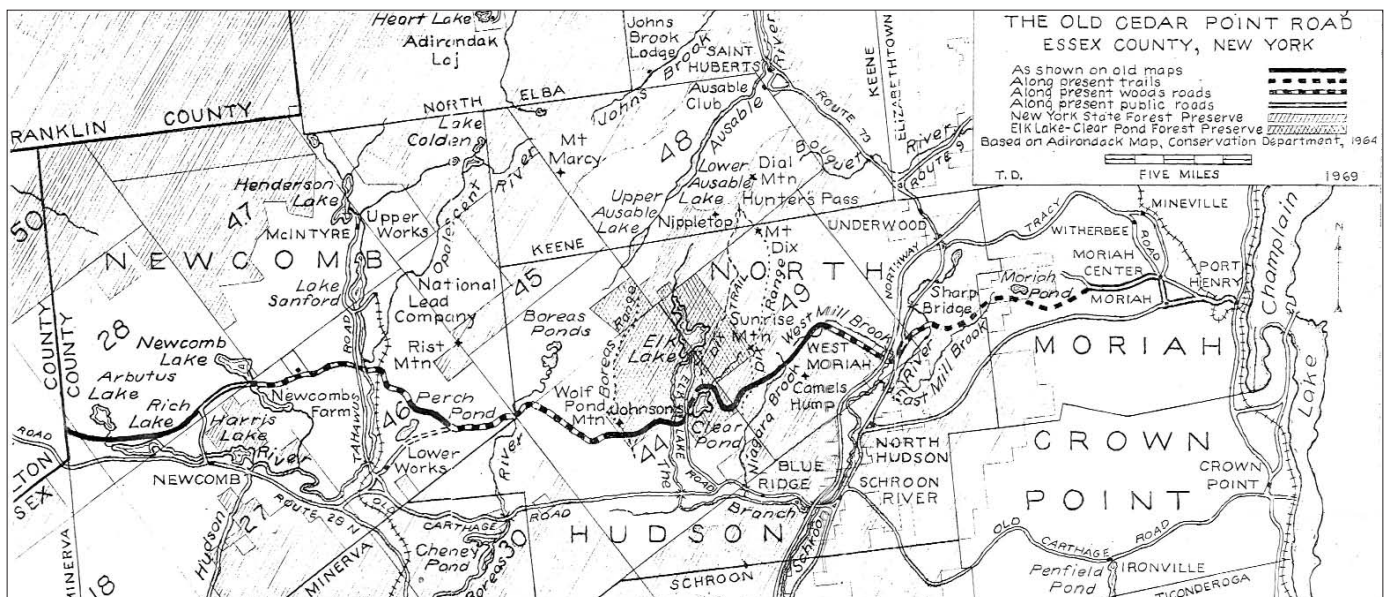 THE OLD CEDAR POINT ROAD
ESSEX COUNTY, NEW YORK
As shown on old maps
Along present trails
Along present woods roads
Along present public roads
New York State Forest Preserve
Elk Lake-Clear Pond Forest Preserve
Based on Adirondack Map, Conservation Department, 1964
FIVE MILES
T.D.
1969
N
Heart Lake
Adirondak
Loj
Johns
Brook
Lodge
Johns Brook
SAINT
HUBERTS
Ausable
Club
River
Ausable
ROUTE 73
KEENE
ELIZABETHTOWN
Bouquet
River
ROUTE 9
RANKLIN COUNTY
NORTH ELBA
Lake
Colden
Opalescent
River
Mt
Marcy
48
Lower
Ausable
Lake
Dial
Mtn
Hunter's Pass
Upper
Ausable
Lake
Nippletop
Henderson
Lake
47
Upper
Works
McINTYRE
50
KEENE
UNDERWOOD
MINEVILLE
TRACY
ROAD
WITHERBEE
MORIAH
CENTER
PORT
HENRY
Champlain
Lake
NEWCOMB
NORTH
HUDSON
Mt
Dix
Dix Range
TRAIL
49
NORTHWAY
Sharp
Bridge
Moriah
Pond
MORIAH
MORIAH
Lake
Sanford
National
Lead
Company
45
Boreas
Ponds
Boreas Range
Elk
Lake
Sunrise
Mtn
West Mill Brook
WEST
MORIAH
Camels
Hump
East Mill Brook
River
COUNTY
COUNTY
28
Newcomb
Lake
Arbutus
Lake
Rich
Lake
Rist
Mtn
TAHAWUS
ROAD
Newcombs
Farm
Harris
Lake
River
46
Perch
Pond
Lower
Works
Wolf
Pond
Mtn
Johnson's
44
Clear
Pond
ELK LAKE
ROAD
Niagara Brook
BLUE
RIDGE
The
Branch
NORTH
HUDSON
SCHROON
RIVER
CROWN
POINT
CROWN
POINT
ROAD
LTON
SEX
NEWCOMB
ROUTE 28 N
27
Hudson
OLD
CARTHAGE
ROAD
River
Cheney
Pond
Boreas
30
MINERVA
MINERVA
18
SCHROON
Schroon
OLD
CARTHAGE
ROAD
Penfield
Pond
IRONVILLE
TICONDEROGA